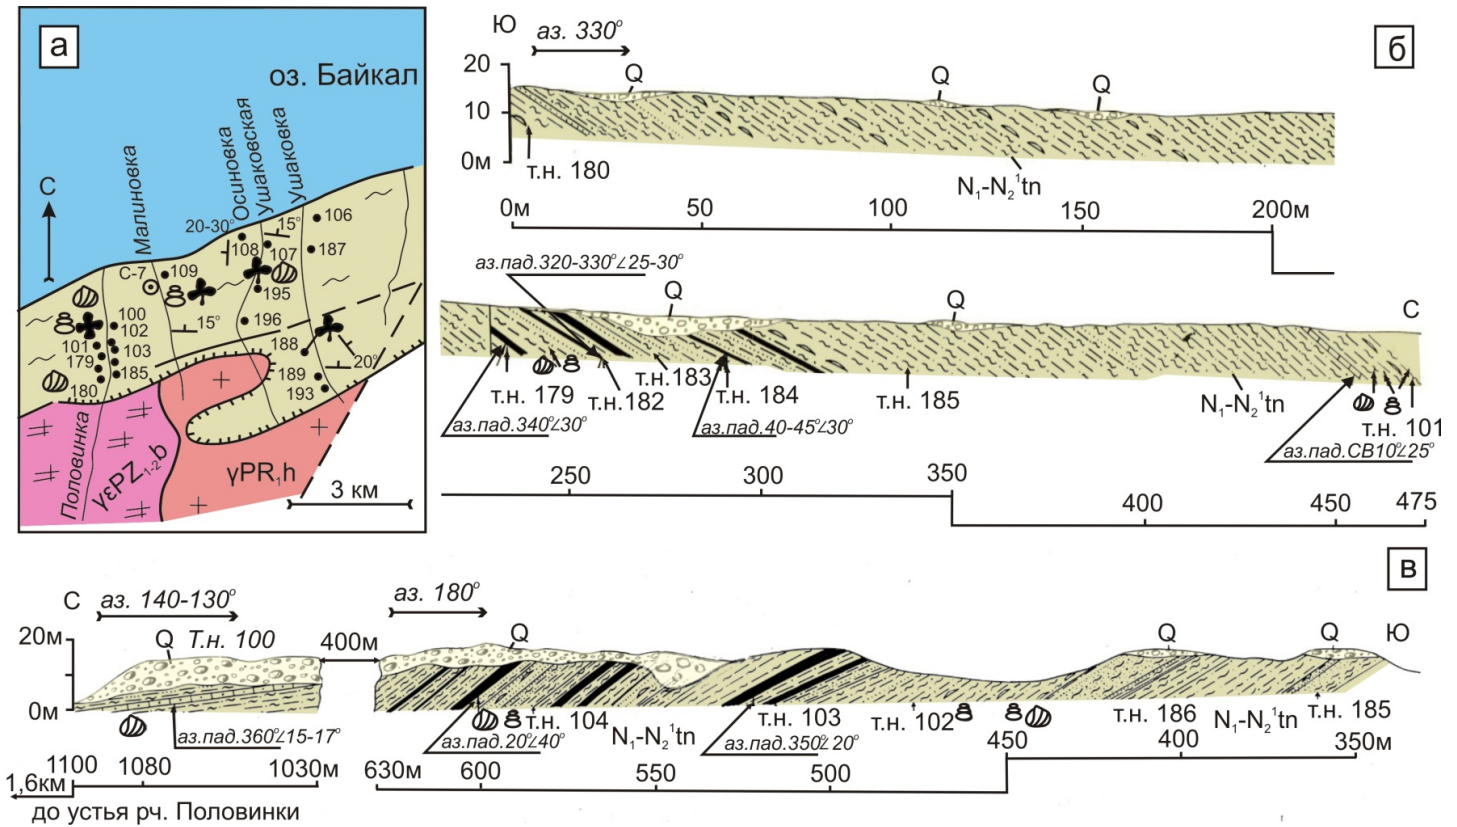 а
оз. Байкал
С
Малиновка
Осиновка
Ушаковская
Ушаковка
20-30°
15°
106
108
107
187
С-7
109
195
100
102
101
103
179
185
180
15°
196
188
189
193
20°
Половинка
γεPZ₁₋₂b
γPR₁h
3 км
б
Ю
аз. 330°
20
10
0м
Q
Q
Q
т.н. 180
N₁-N₂¹tn
0м
50
100
150
200м
аз.пад.320-330°∠25-30°
Q
Q
С
т.н. 179
т.н.182
т.н.183
т.н. 184
т.н. 185
N₁-N₂¹tn
т.н. 101
аз.пад.340°∠30°
аз.пад.40-45°∠30°
аз.пад.СВ10°∠25°
250
300
350
400
450
475
в
С
аз. 140-130°
аз. 180°
20м
0м
Q
Т.н. 100
400м
Q
Q
Q
Ю
т.н. 104
N₁-N₂¹tn
т.н. 103
т.н. 102
т.н. 186
N₁-N₂¹tn
т.н. 185
аз.пад.360°∠15-17°
аз.пад.20°∠40°
аз.пад.350°∠20°
1100
1080
1030м
630м
600
550
500
450
400
350м
1,6км
до устья рч. Половинки